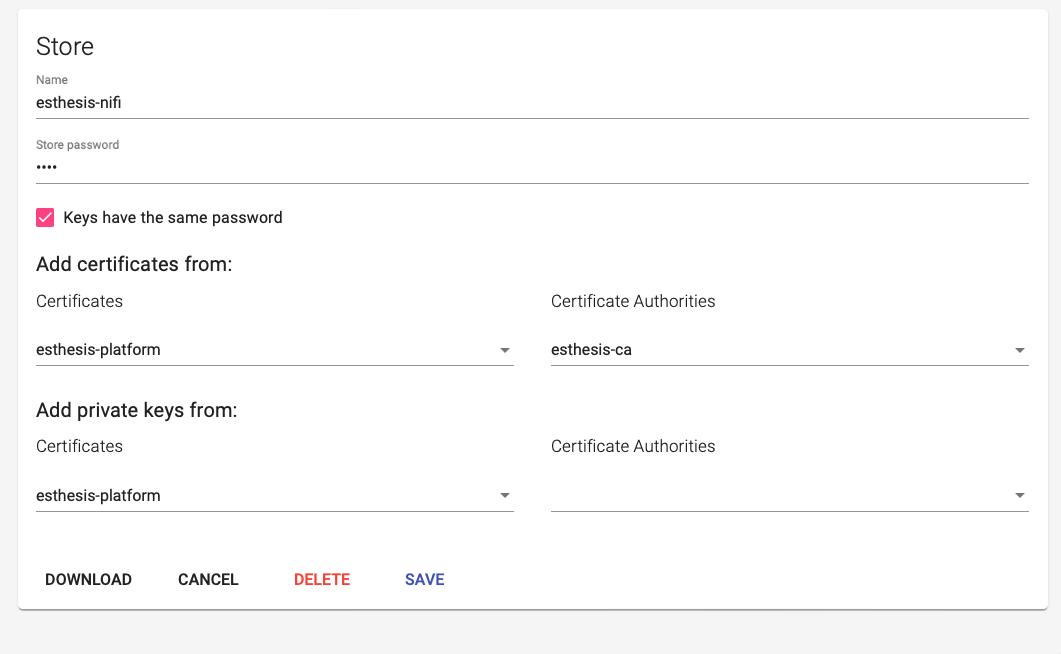 Store
Name
esthesis-nifi
Store password
••••
Keys have the same password
Add certificates from:
Certificates Certificate Authorities
esthesis-platform esthesis-ca
Add private keys from:
Certificates Certificate Authorities
esthesis-platform
DOWNLOAD CANCEL DELETE SAVE